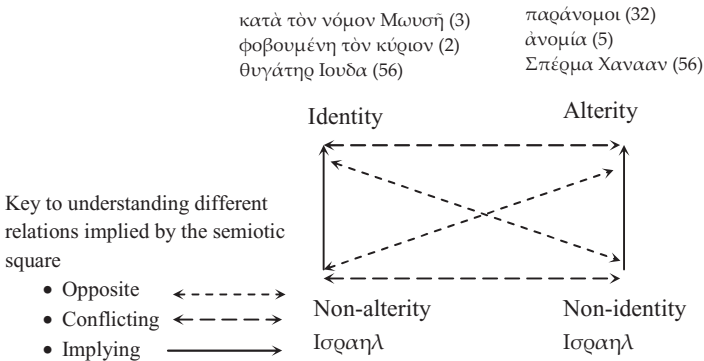 κατὰ τὸν νόμον Μωυσῆ (3)
φοβουμένη τὸν κύριον (2)
θυγάτηρ Ιουδα (56)
παράνομοι (32)
ἀνομία (5)
Σπέρμα Χανααν (56)
Identity
Alterity
Key to understanding different
relations implied by the semiotic
square
• Opposite
• Conflicting
• Implying
Non-alterity
Non-identity
Ισραηλ
Ισραηλ